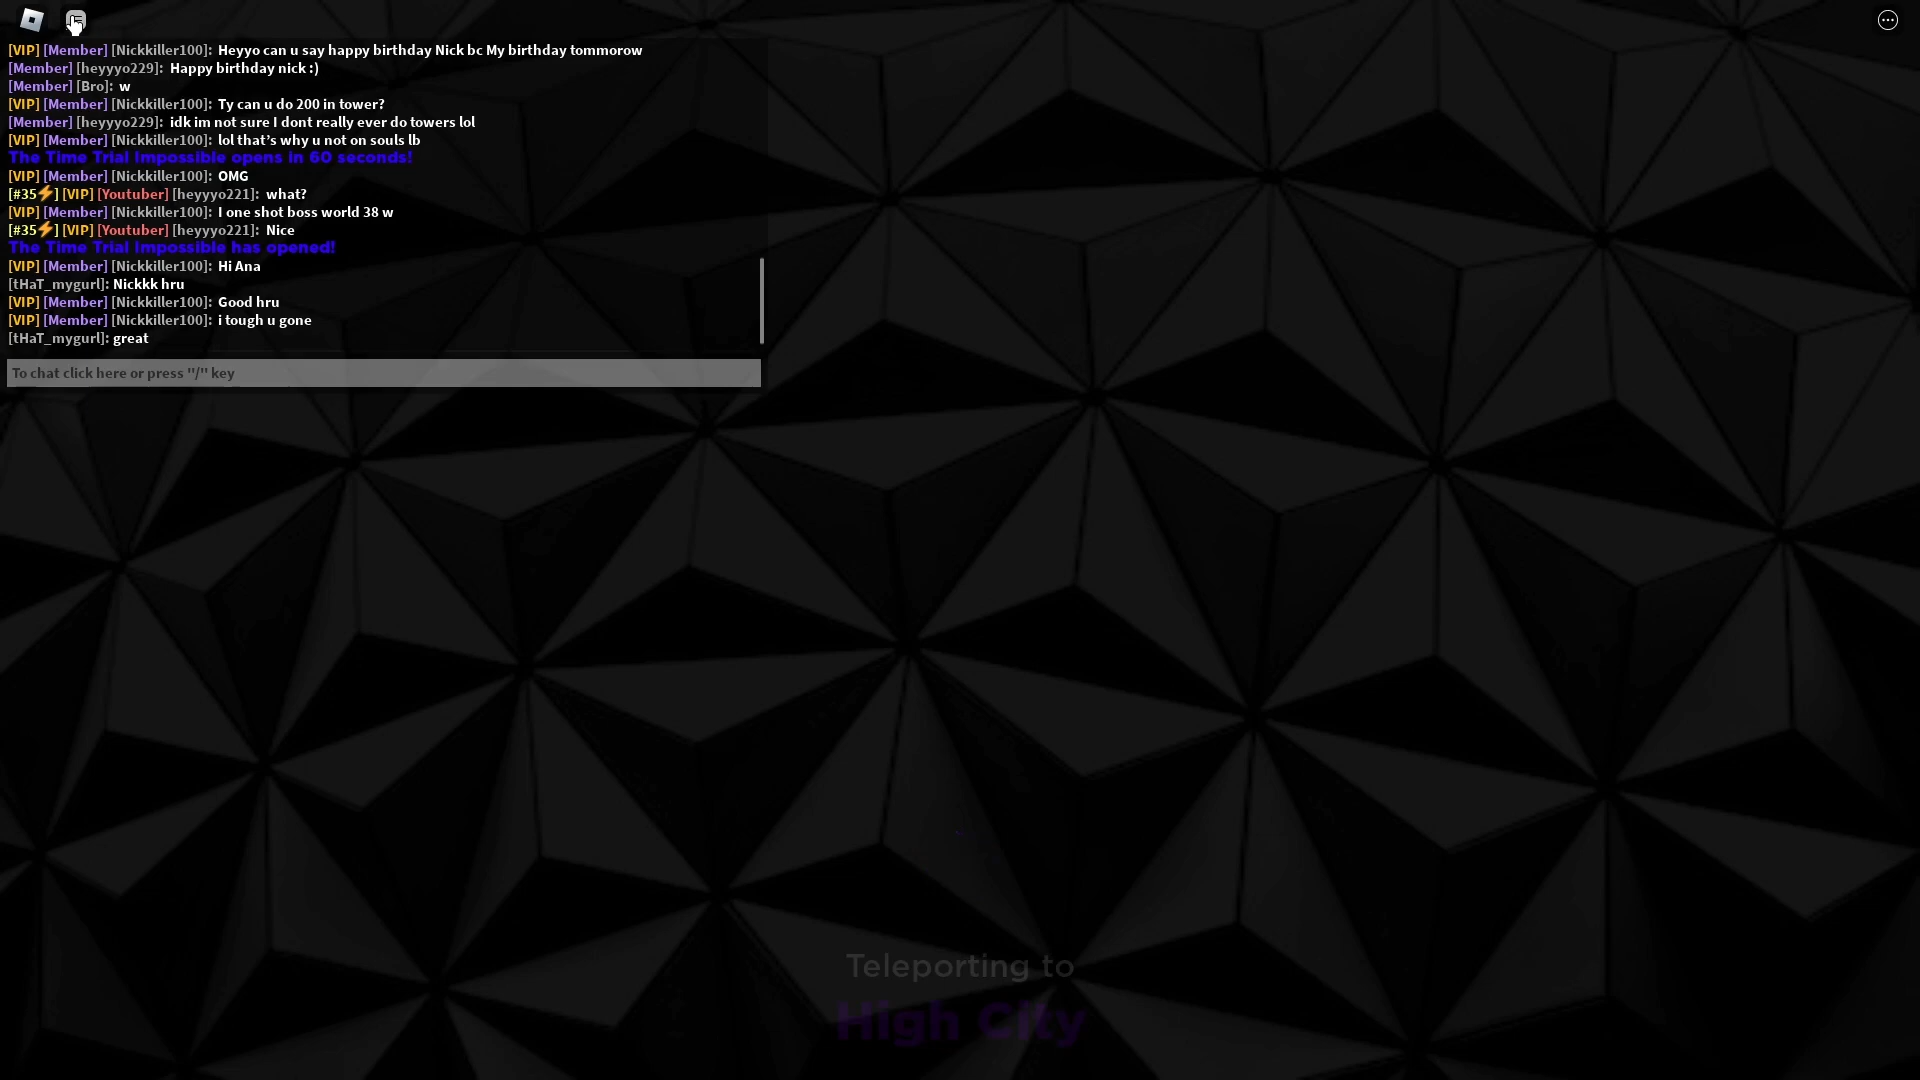 [VIP] [Member] [Nickkiller100]: Heyyo can u say happy birthday Nick bc My birthday tommorow
[Member] [heyyyo229]: Happy birthday nick :)
[Member] [Bro]: w
[VIP] [Member] [Nickkiller100]: Ty can u do 200 in tower?
[Member] [heyyyo229]: idk im not sure I dont really ever do towers lol
[VIP] [Member] [Nickkiller100]: lol that’s why u not on souls lb
The Time Trial Impossible opens in 60 seconds!
[VIP] [Member] [Nickkiller100]: OMG
[#35⚡] [VIP] [Youtuber] [heyyyo221]: what?
[VIP] [Member] [Nickkiller100]: I one shot boss world 38 w
[#35⚡] [VIP] [Youtuber] [heyyyo221]: Nice
The Time Trial Impossible has opened!
[VIP] [Member] [Nickkiller100]: Hi Ana
[tHaT_mygurl]: Nickkk hru
[VIP] [Member] [Nickkiller100]: Good hru
[VIP] [Member] [Nickkiller100]: i tough u gone
[tHaT_mygurl]: great
To chat click here or press "/" key
Teleporting to
High City